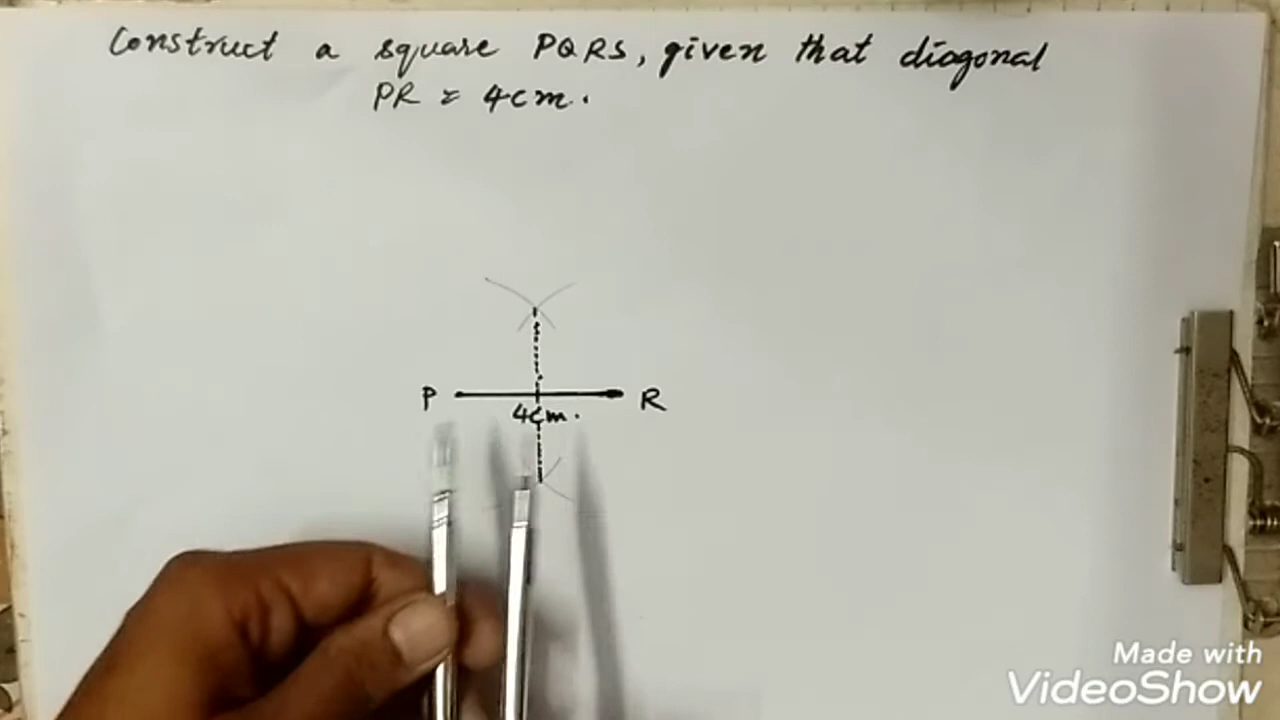 Construct a square PQRS, given that diagonal
PR = 4cm.
P
R
4cm.
Made with
VideoShow